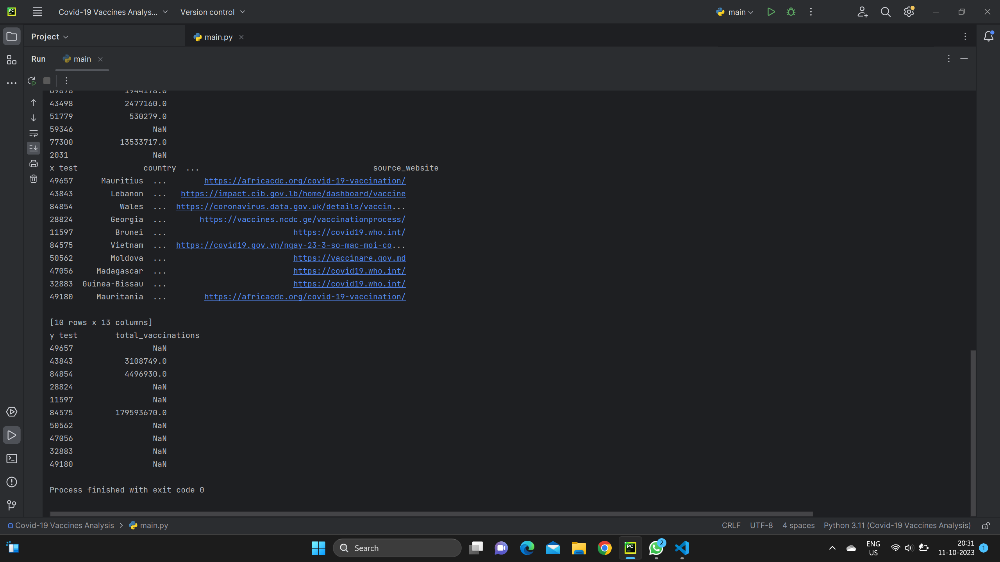 PC Covid-19 Vaccines Analys... Version control main
Project main.py
Run main
69878 1944178.0
43498 2477160.0
51779 530279.0
59346 NaN
77300 13533717.0
2031 NaN
x test country ... source_website
49657 Mauritius ... https://africacdc.org/covid-19-vaccination/
43843 Lebanon ... https://impact.cib.gov.lb/home/dashboard/vaccine
84854 Wales ... https://coronavirus.data.gov.uk/details/vaccin...
28824 Georgia ... https://vaccines.ncdc.ge/vaccinationprocess/
11597 Brunei ... https://covid19.who.int/
84575 Vietnam ... https://covid19.gov.vn/ngay-23-3-so-mac-moi-co...
50562 Moldova ... https://vaccinare.gov.md
47056 Madagascar ... https://covid19.who.int/
32883 Guinea-Bissau ... https://covid19.who.int/
49180 Mauritania ... https://africacdc.org/covid-19-vaccination/
[10 rows x 13 columns]
y test total_vaccinations
49657 NaN
43843 3108749.0
84854 4496930.0
28824 NaN
11597 NaN
84575 179593670.0
50562 NaN
47056 NaN
32883 NaN
49180 NaN
Process finished with exit code 0
Covid-19 Vaccines Analysis > main.py CRLF UTF-8 4 spaces Python 3.11 (Covid-19 Vaccines Analysis)
Search PC 2 ENG 20:31 1
US 11-10-2023